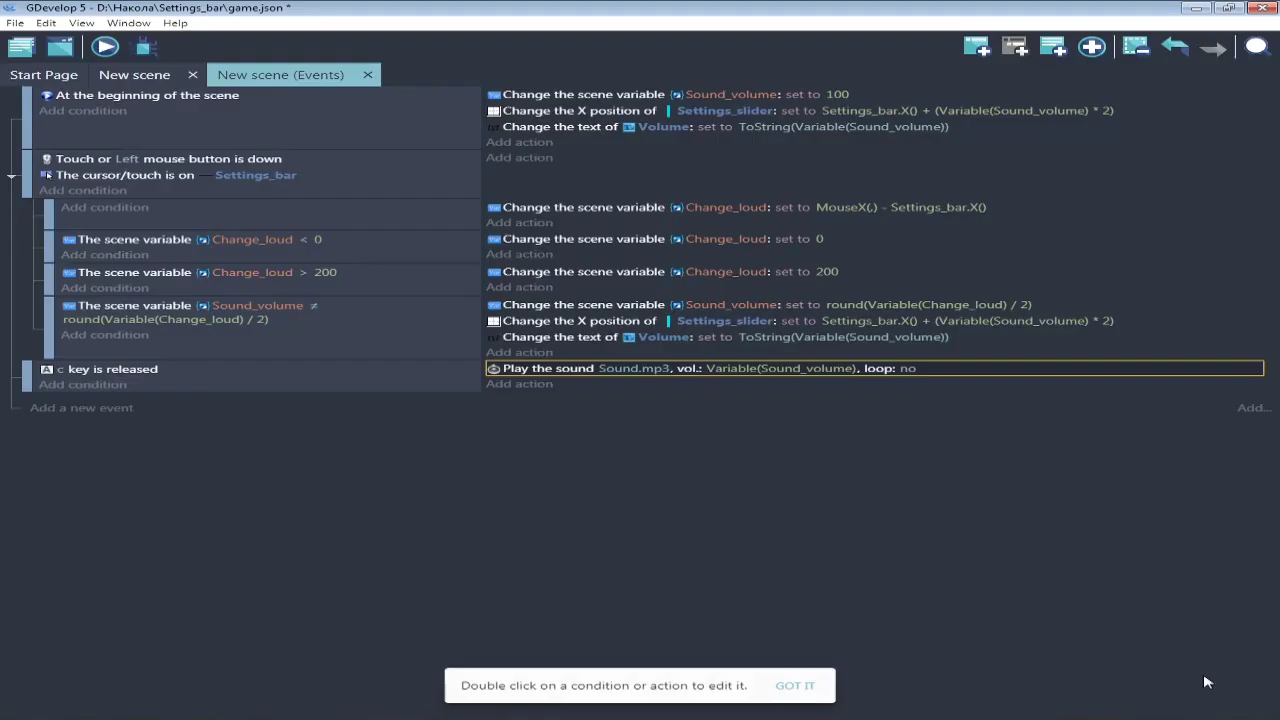 GDevelop 5 - D:\Накола\Settings_bar\game.json *
File Edit View Window Help
Start Page New scene × New scene (Events) ×
At the beginning of the scene
Add condition
Change the scene variable Sound_volume: set to 100
Change the X position of Settings_slider: set to Settings_bar.X() + (Variable(Sound_volume) * 2)
Change the text of Volume: set to ToString(Variable(Sound_volume))
Add action
Add action
Touch or Left mouse button is down
The cursor/touch is on — Settings_bar
Add condition
Add condition
Change the scene variable Change_loud: set to MouseX(,) - Settings_bar.X()
Add action
The scene variable Change_loud < 0
Add condition
Change the scene variable Change_loud: set to 0
Add action
The scene variable Change_loud > 200
Add condition
Change the scene variable Change_loud: set to 200
Add action
The scene variable Sound_volume ≠
round(Variable(Change_loud) / 2)
Add condition
Change the scene variable Sound_volume: set to round(Variable(Change_loud) / 2)
Change the X position of Settings_slider: set to Settings_bar.X() + (Variable(Sound_volume) * 2)
Change the text of Volume: set to ToString(Variable(Sound_volume))
Add action
c key is released
Add condition
Play the sound Sound.mp3, vol.: Variable(Sound_volume), loop: no
Add action
Add a new event Add...
Double click on a condition or action to edit it. GOT IT